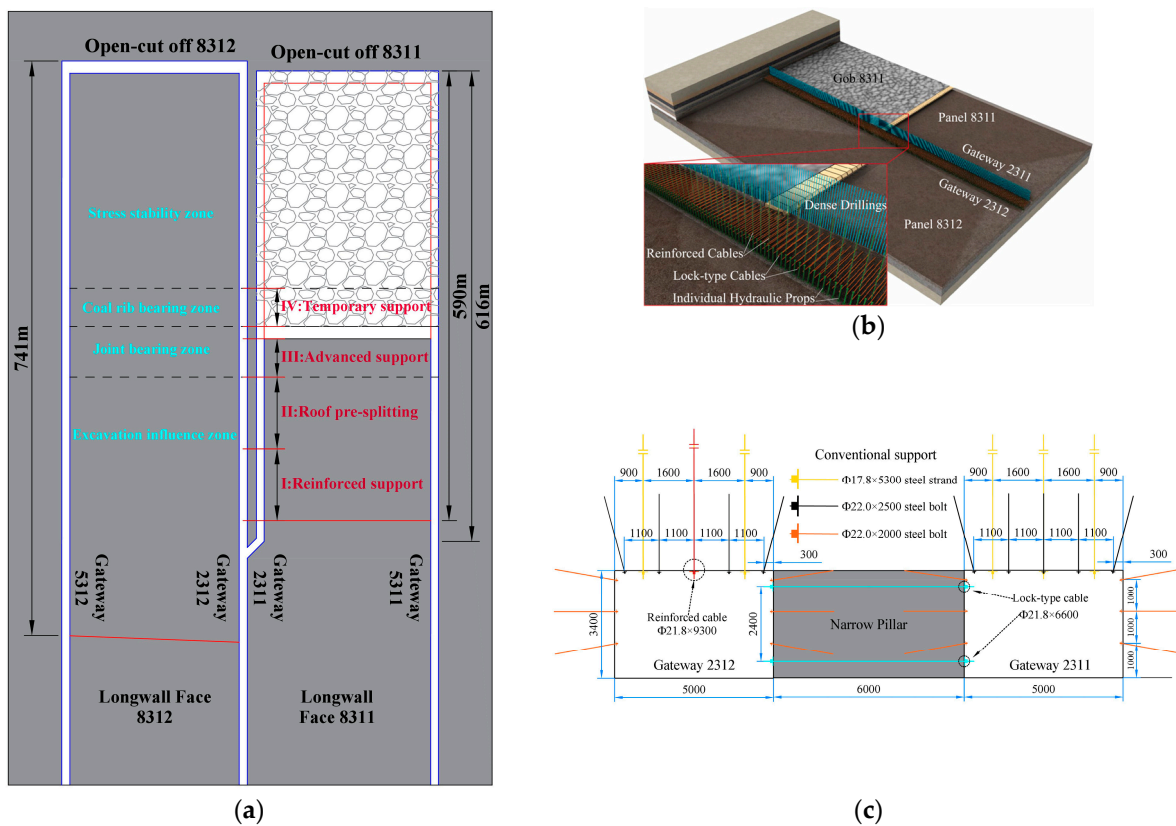 Open-cut off 8312
Open-cut off 8311
741m
590m
616m
Stress stability zone
Coal rib bearing zone
Joint bearing zone
Excavation influence zone
IV:Temporary support
III:Advanced support
II:Roof pre-splitting
I:Reinforced support
Gateway 5312
Gateway 2312
Gateway 2311
Gateway 5311
Longwall Face
8312
Longwall
Face 8311
(a)
Gob 8311
Panel 8311
Gateway 2311
Gateway 2312
Panel 8312
Dense Drillings
Reinforced Cables
Lock-type Cables
Individual Hydraulic Props
(b)
Conventional support
Φ17.8×5300 steel strand
Φ22.0×2500 steel bolt
Φ22.0×2000 steel bolt
900 1600 1600 900
900 1600 1600 900
1100 1100 1100 1100
1100 1100 1100 1100
300
300
3400
Reinforced cable
Φ21.8×9300
2400
Narrow Pillar
Lock-type cable
Φ21.8×6600
1000
1000
1000
Gateway 2312
Gateway 2311
5000 6000 5000
(c)